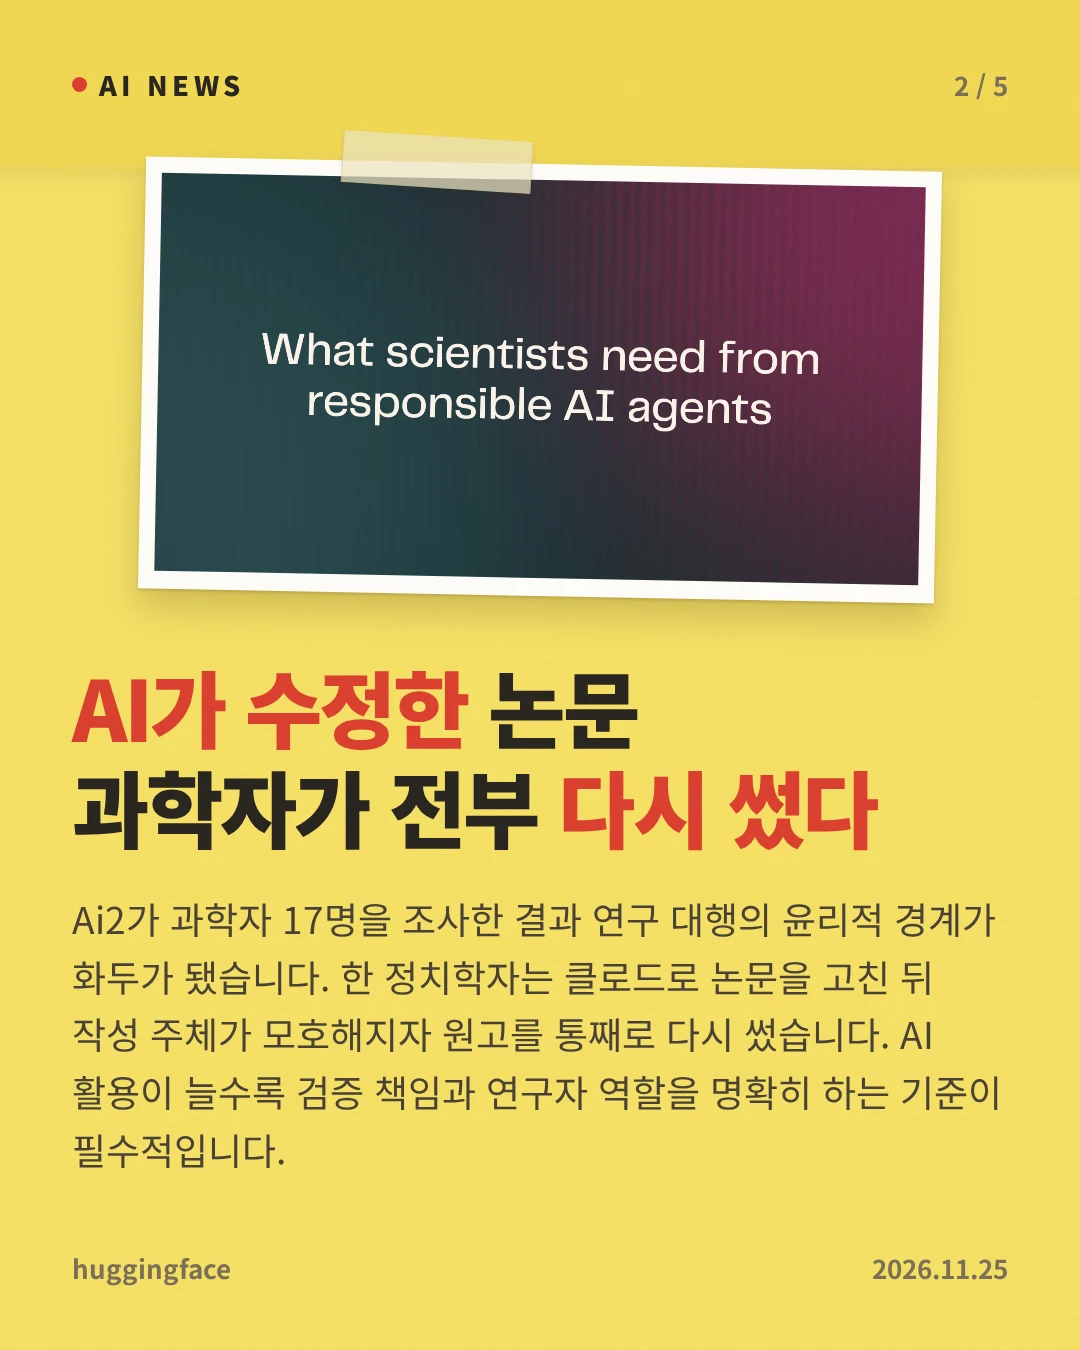 AI NEWS
2 / 5
What scientists need from
responsible AI agents
AI가 수정한 논문
과학자가 전부 다시 썼다
Ai2가 과학자 17명을 조사한 결과 연구 대행의 윤리적 경계가
화두가 됐습니다. 한 정치학자는 클로드로 논문을 고친 뒤
작성 주체가 모호해지자 원고를 통째로 다시 썼습니다. AI
활용이 늘수록 검증 책임과 연구자 역할을 명확히 하는 기준이
필수적입니다.
huggingface
2026.11.25